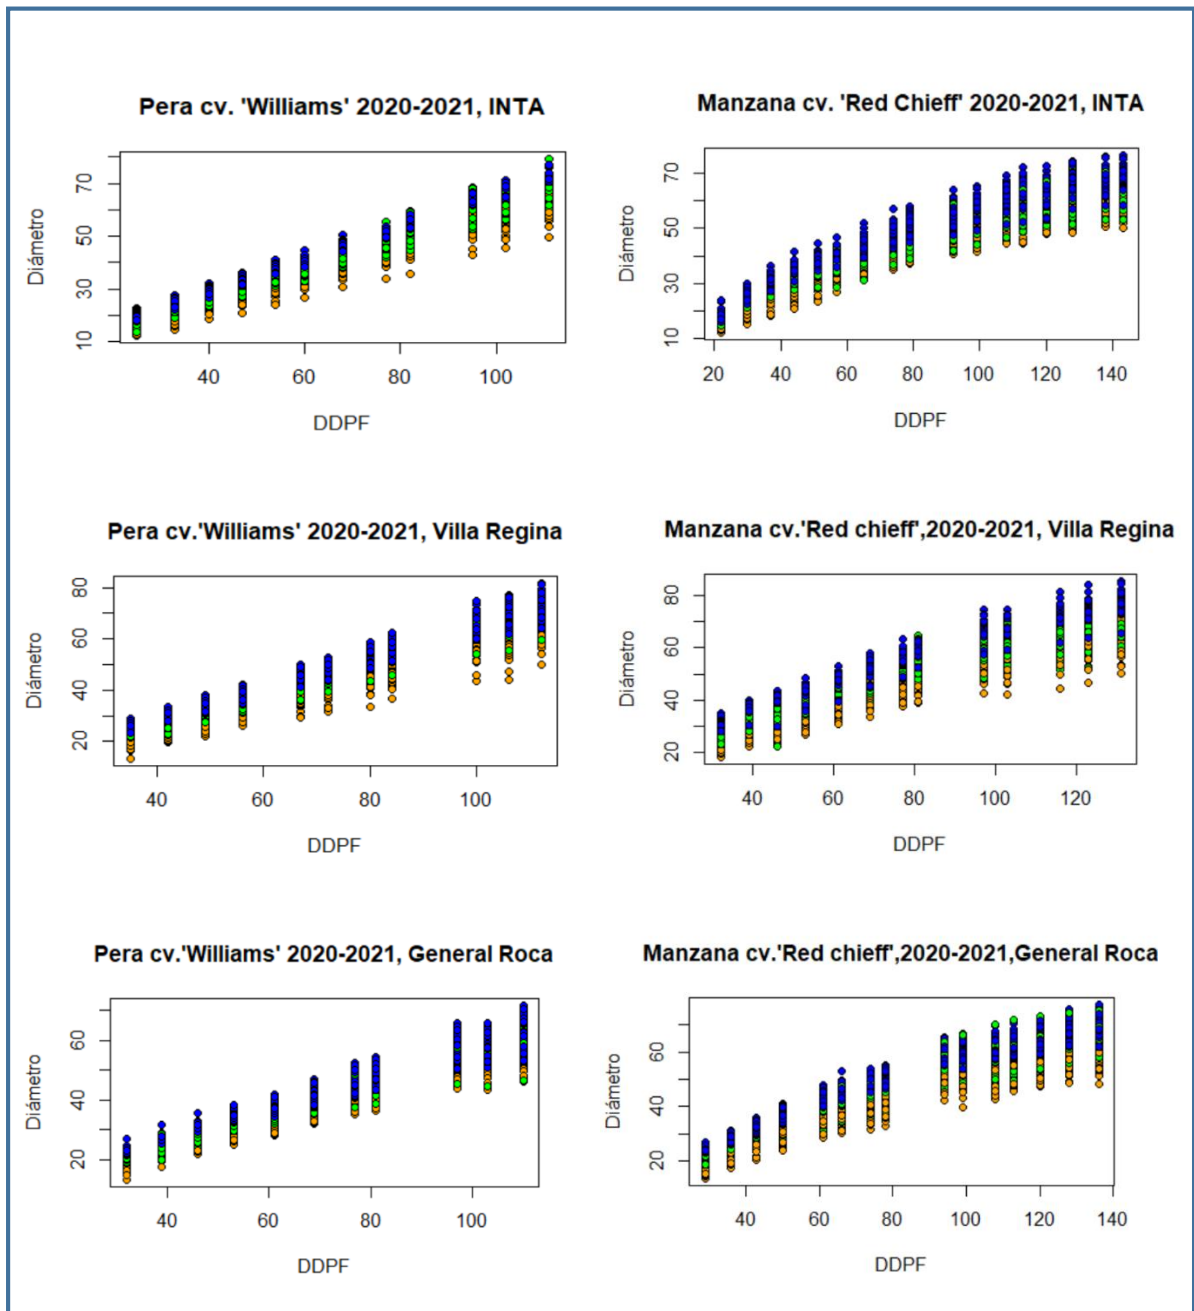 Pera cv. 'Williams' 2020-2021, INTA
Diámetro
70
50
30
10
40
60
80
100
DDPF
Manzana cv. 'Red Chieff' 2020-2021, INTA
Diámetro
70
50
30
10
20
40
60
80
100
120
140
DDPF
Pera cv.'Williams' 2020-2021, Villa Regina
Diámetro
80
60
40
20
40
60
80
100
DDPF
Manzana cv.'Red chieff',2020-2021, Villa Regina
Diámetro
80
60
40
20
40
60
80
100
120
DDPF
Pera cv.'Williams' 2020-2021, General Roca
Diámetro
60
40
20
40
60
80
100
DDPF
Manzana cv.'Red chieff',2020-2021,General Roca
Diámetro
60
40
20
40
60
80
100
120
140
DDPF